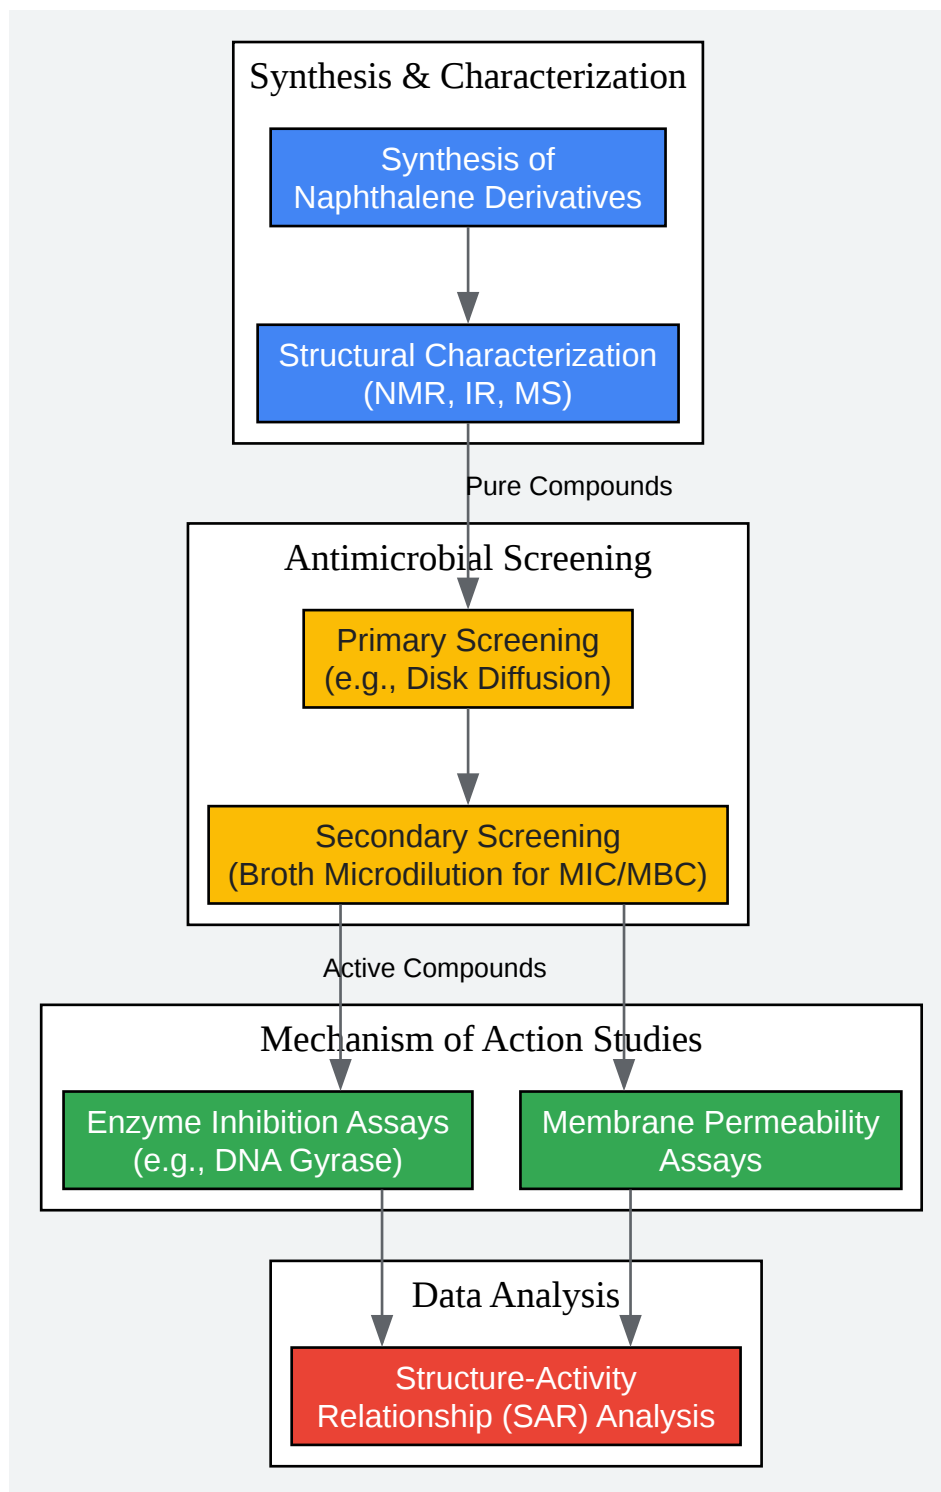 Synthesis & Characterization
Synthesis of
Naphthalene Derivatives
Structural Characterization
(NMR, IR, MS)
Pure Compounds
Antimicrobial Screening
Primary Screening
(e.g., Disk Diffusion)
Secondary Screening
(Broth Microdilution for MIC/MBC)
Active Compounds
Mechanism of Action Studies
Enzyme Inhibition Assays
(e.g., DNA Gyrase)
Membrane Permeability
Assays
Data Analysis
Structure-Activity
Relationship (SAR) Analysis